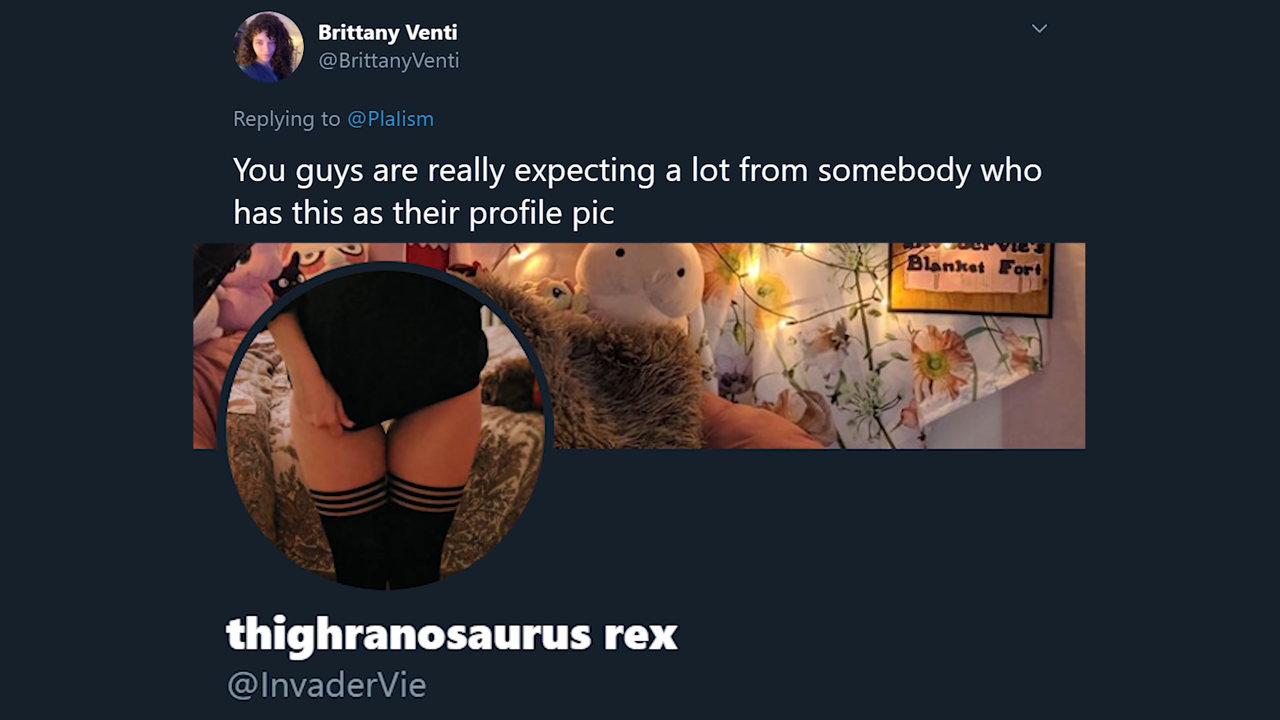 Brittany Venti
@BrittanyVenti
Replying to @Plalism
You guys are really expecting a lot from somebody who
has this as their profile pic
Blanket Fort
thighranosaurus rex
@InvaderVie